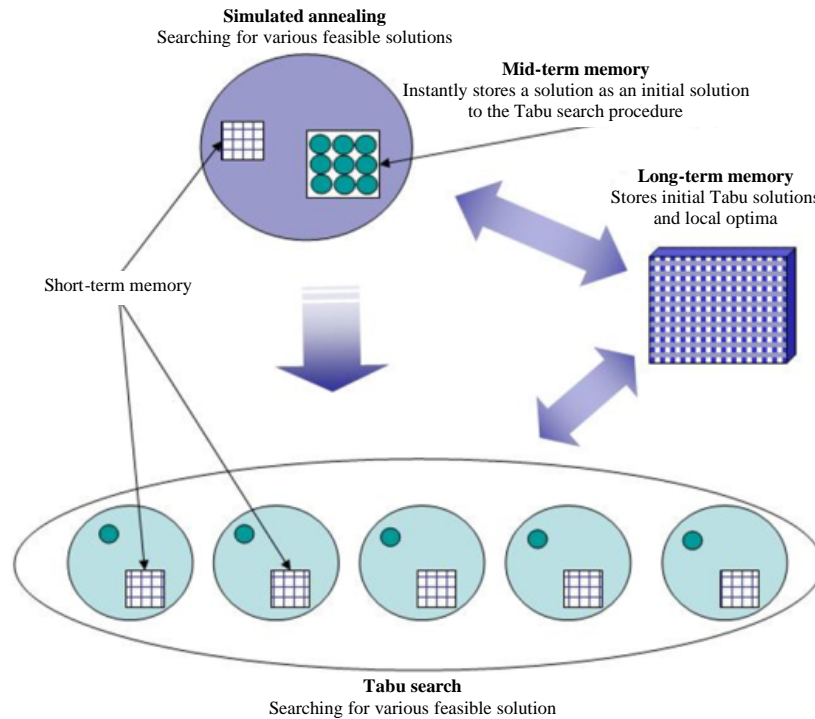 Simulated annealing
Searching for various feasible solutions
Mid-term memory
Instantly stores a solution as an initial solution
to the Tabu search procedure
Long-term memory
Stores initial Tabu solutions
and local optima
Short-term memory
Tabu search
Searching for various feasible solution